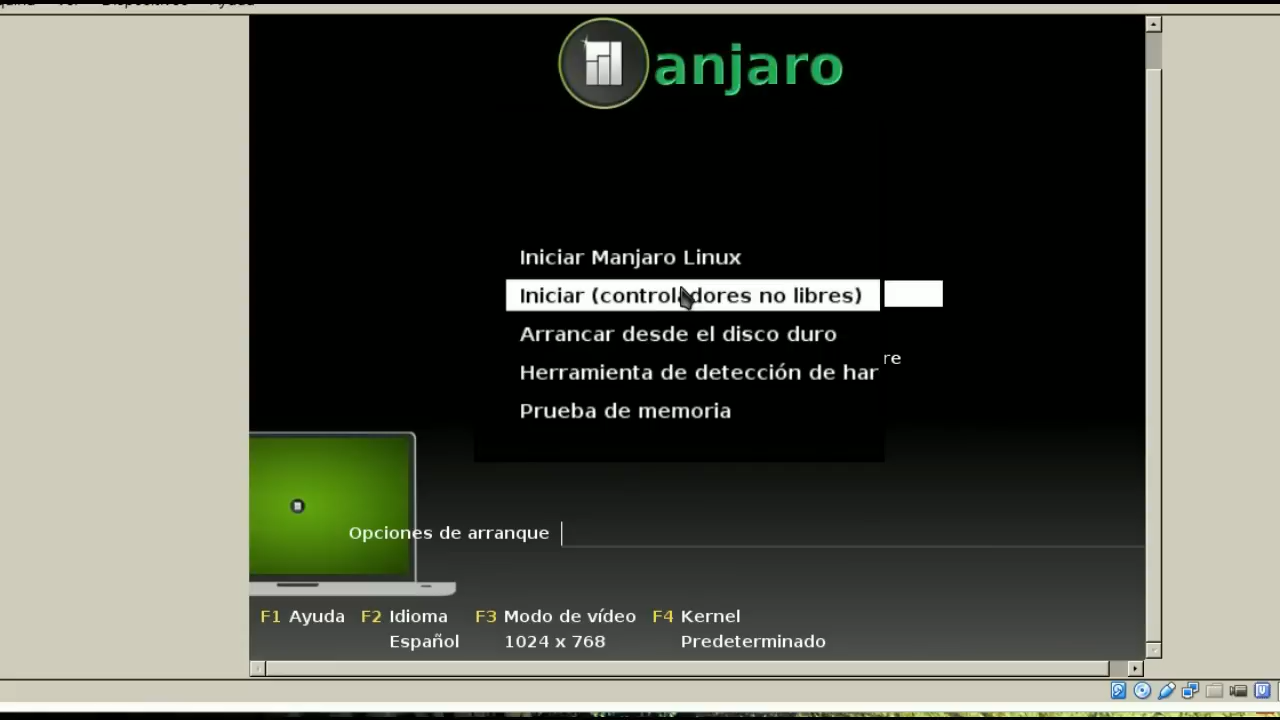 anjaro
Iniciar Manjaro Linux
Iniciar (controladores no libres)
Arrancar desde el disco duro
re
Herramienta de detección de har
Prueba de memoria
Opciones de arranque
F1 Ayuda F2 Idioma F3 Modo de vídeo F4 Kernel
Español 1024 x 768 Predeterminado